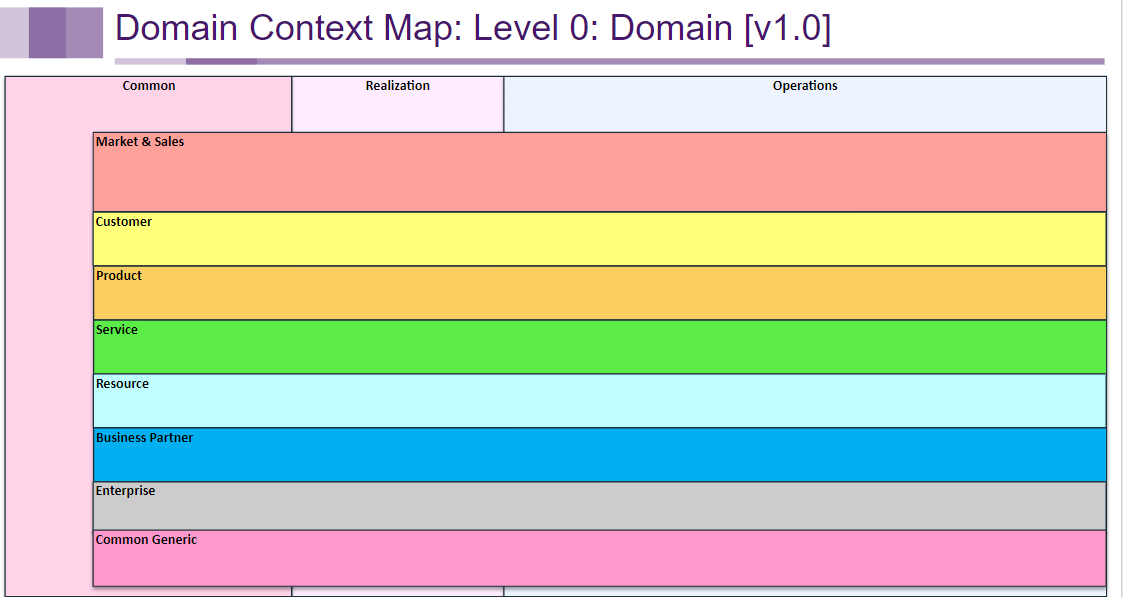 Domain Context Map: Level 0: Domain [v1.0]
Common
Realization
Operations
Market & Sales
Customer
Product
Service
Resource
Business Partner
Enterprise
Common Generic